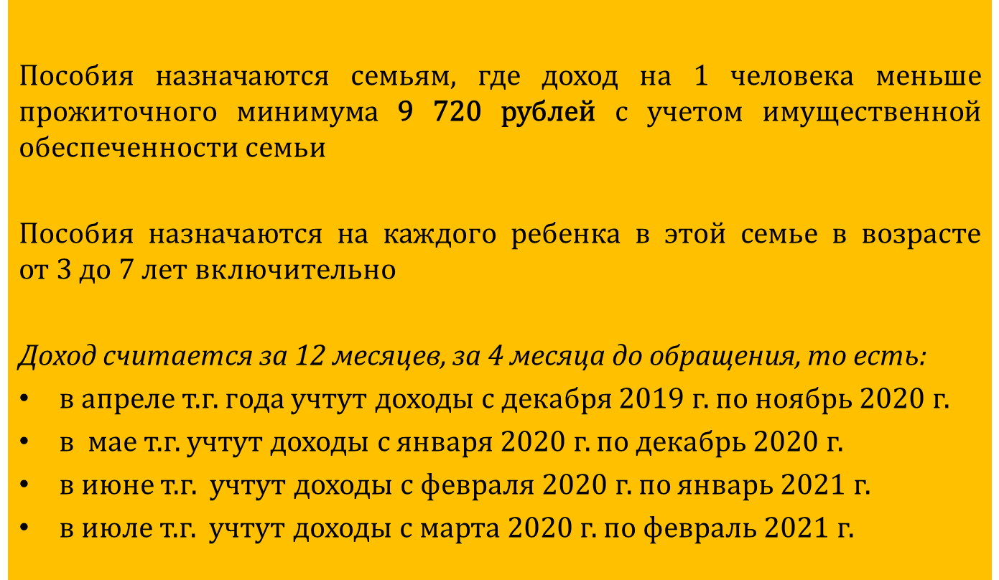 Пособия назначаются семьям, где доход на 1 человека меньше
прожиточного минимума 9 720 рублей с учетом имущественной
обеспеченности семьи
Пособия назначаются на каждого ребенка в этой семье в возрасте
от 3 до 7 лет включительно
Доход считается за 12 месяцев, за 4 месяца до обращения, то есть:
• в апреле т.г. года учтут доходы с декабря 2019 г. по ноябрь 2020 г.
• в мае т.г. учтут доходы с января 2020 г. по декабрь 2020 г.
• в июне т.г. учтут доходы с февраля 2020 г. по январь 2021 г.
• в июле т.г. учтут доходы с марта 2020 г. по февраль 2021 г.